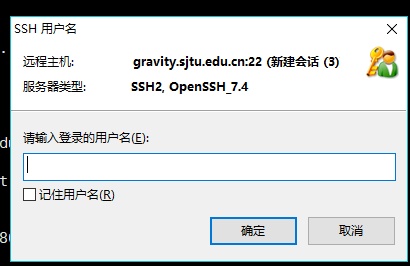 SSH 用户名
远程主机: gravity.sjtu.edu.cn:22 (新建会话 (3)
服务器类型: SSH2, OpenSSH_7.4
请输入登录的用户名(E):
记住用户名(R)
确定 取消